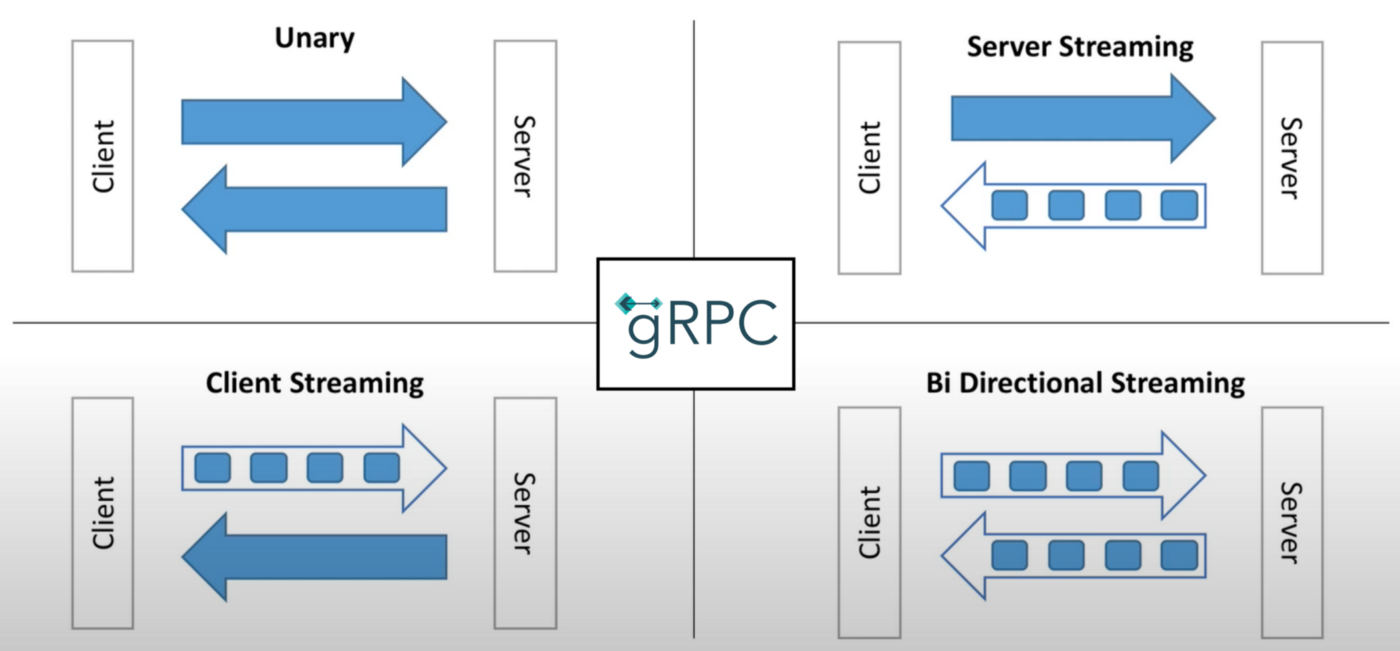 Unary
Client
Server
Server Streaming
Client
Server
gRPC
Client Streaming
Client
Server
Bi Directional Streaming
Client
Server